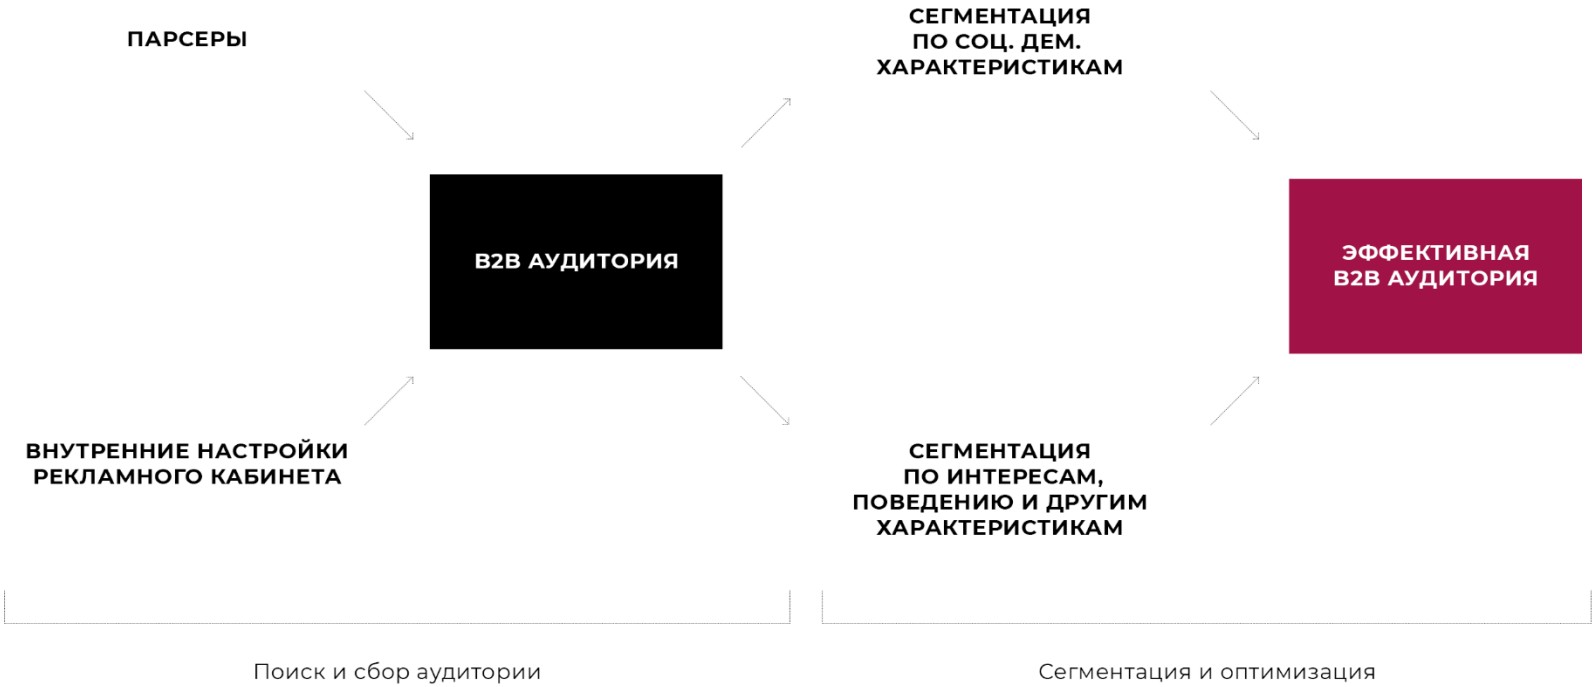 ПАРСЕРЫ
СЕГМЕНТАЦИЯ
ПО СОЦ. ДЕМ.
ХАРАКТЕРИСТИКАМ
B2B АУДИТОРИЯ
ЭФФЕКТИВНАЯ
B2B АУДИТОРИЯ
ВНУТРЕННИЕ НАСТРОЙКИ
РЕКЛАМНОГО КАБИНЕТА
СЕГМЕНТАЦИЯ
ПО ИНТЕРЕСАМ,
ПОВЕДЕНИЮ И ДРУГИМ
ХАРАКТЕРИСТИКАМ
Поиск и сбор аудитории
Сегментация и оптимизация